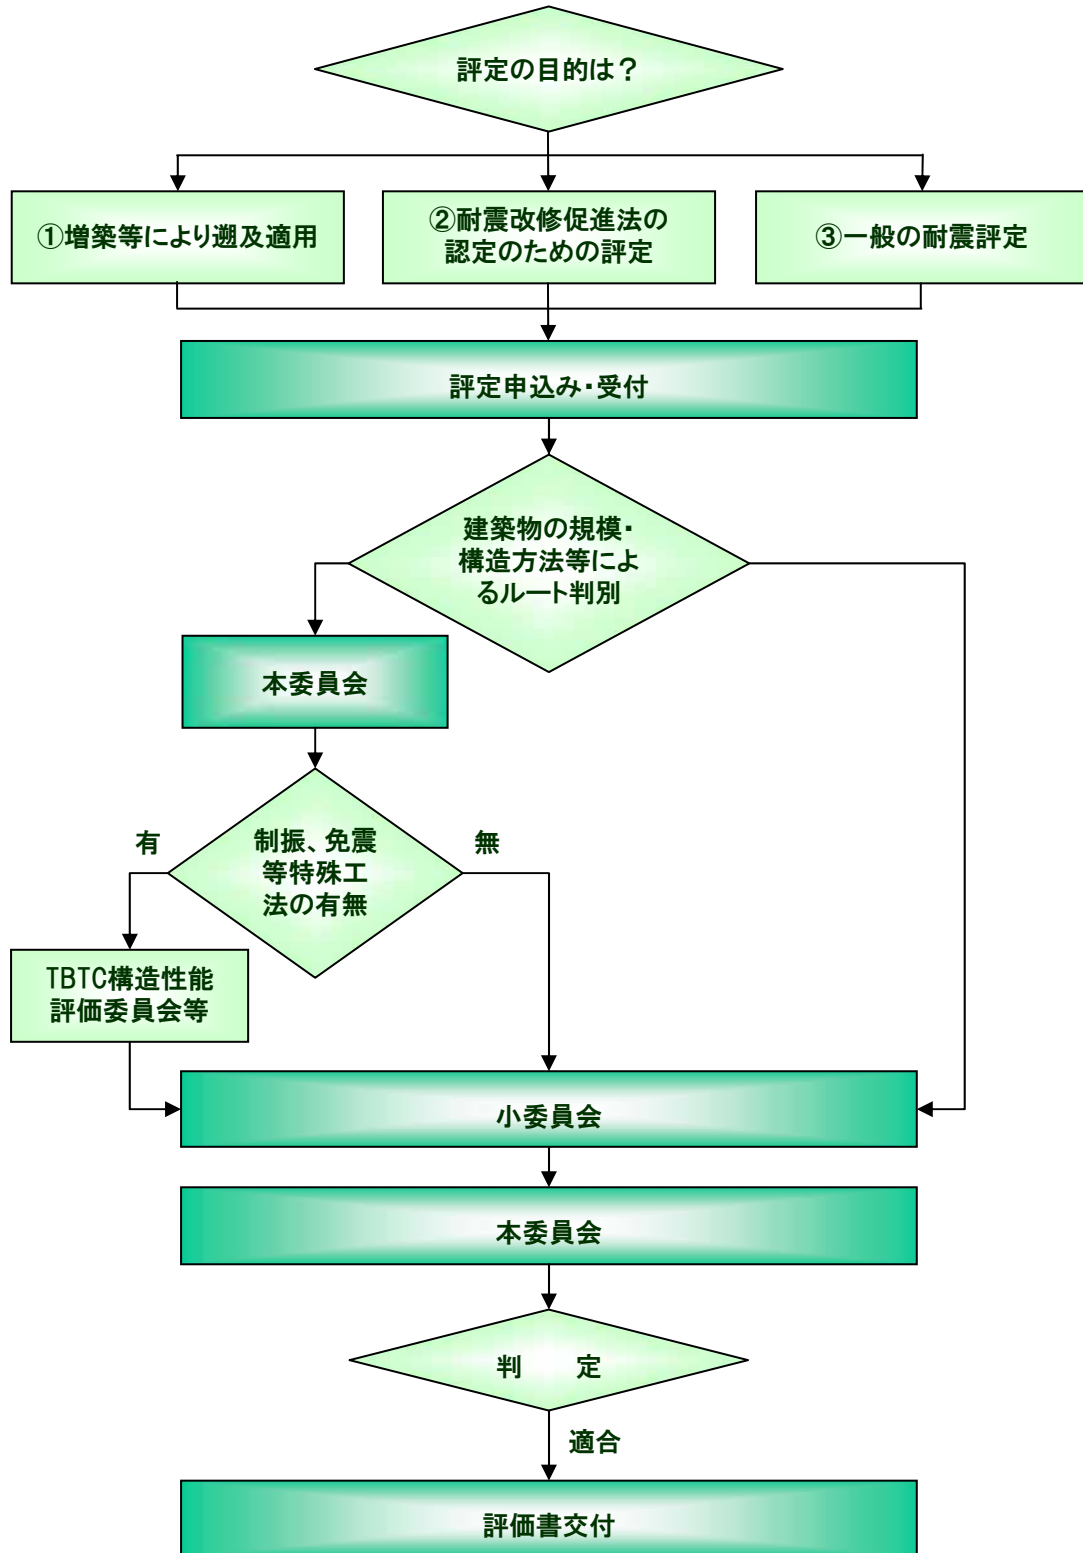 評定の目的は？
①増築等により遡及適用
②耐震改修促進法の
認定のための評定
③一般の耐震評定
評定申込み・受付
建築物の規模・
構造方法等によ
るルート判別
本委員会
制振、免震
等特殊工
法の有無
有
無
TBTC構造性能
評価委員会等
小委員会
本委員会
判　　定
適合
評価書交付